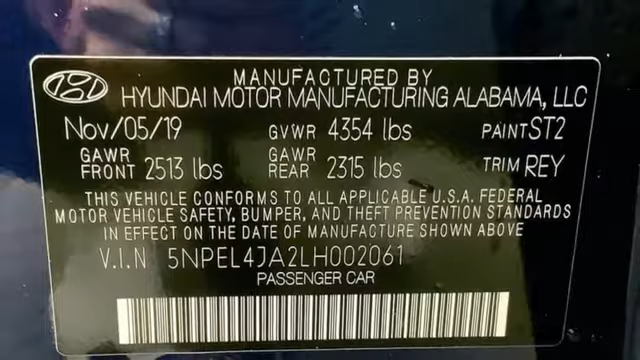 MANUFACTURED BY
HYUNDAI MOTOR MANUFACTURING ALABAMA, LLC
Nov/05/19 GVWR 4354 lbs PAINT ST2
GAWR FRONT 2513 lbs GAWR REAR 2315 lbs TRIM REY
THIS VEHICLE CONFORMS TO ALL APPLICABLE U.S.A. FEDERAL
MOTOR VEHICLE SAFETY, BUMPER, AND THEFT PREVENTION STANDARDS
IN EFFECT ON THE DATE OF MANUFACTURE SHOWN ABOVE
V.I.N 5NPEL4JA2LH002061
PASSENGER CAR